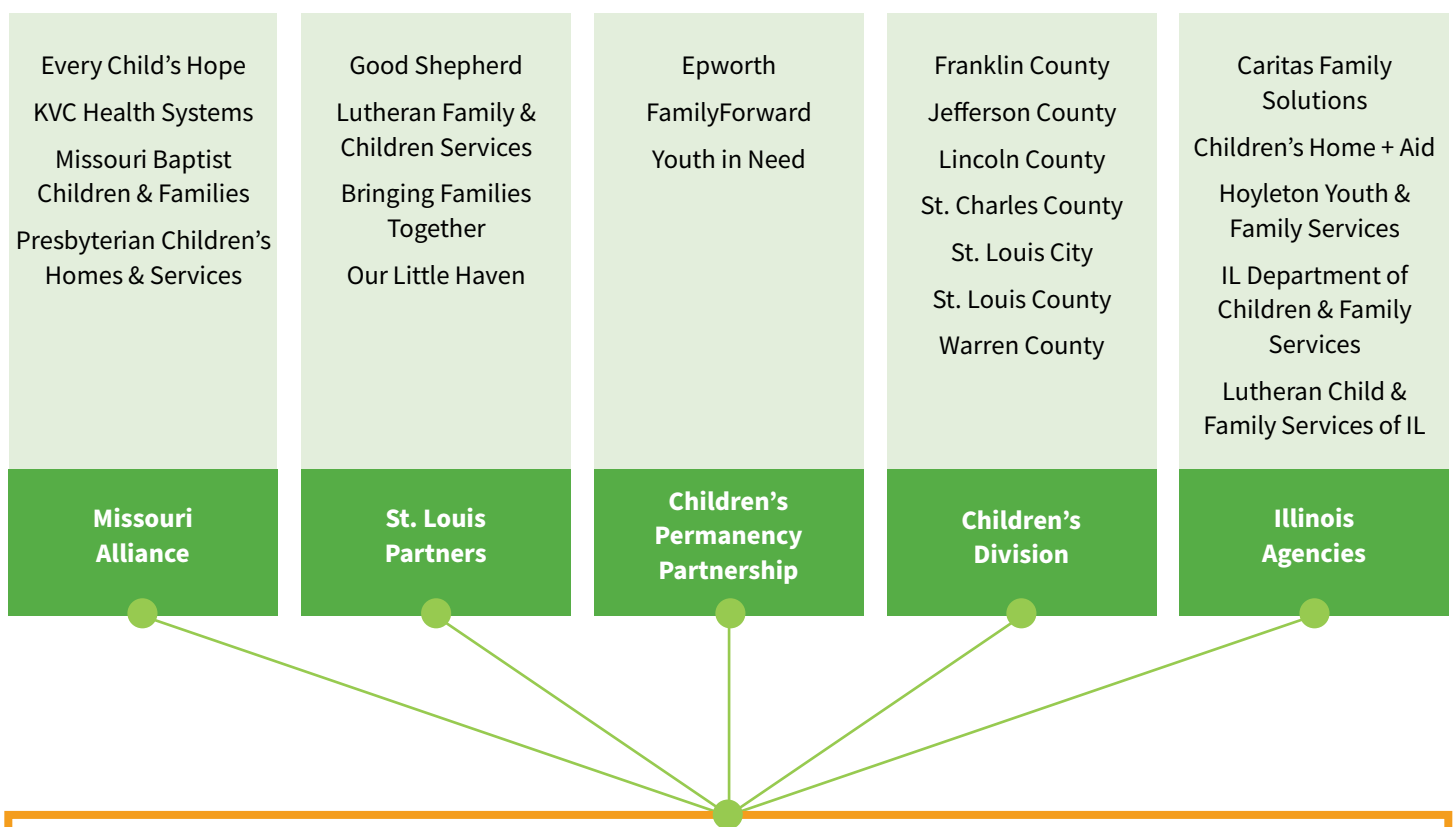 Every Child’s Hope
KVC Health Systems
Missouri Baptist
Children & Families
Presbyterian Children’s
Homes & Services
Missouri
Alliance
Good Shepherd
Lutheran Family &
Children Services
Bringing Families
Together
Our Little Haven
St. Louis
Partners
Epworth
FamilyForward
Youth in Need
Children’s
Permanency
Partnership
Franklin County
Jefferson County
Lincoln County
St. Charles County
St. Louis City
St. Louis County
Warren County
Children’s
Division
Caritas Family
Solutions
Children’s Home + Aid
Hoyleton Youth &
Family Services
IL Department of
Children & Family
Services
Lutheran Child &
Family Services of IL
Illinois
Agencies